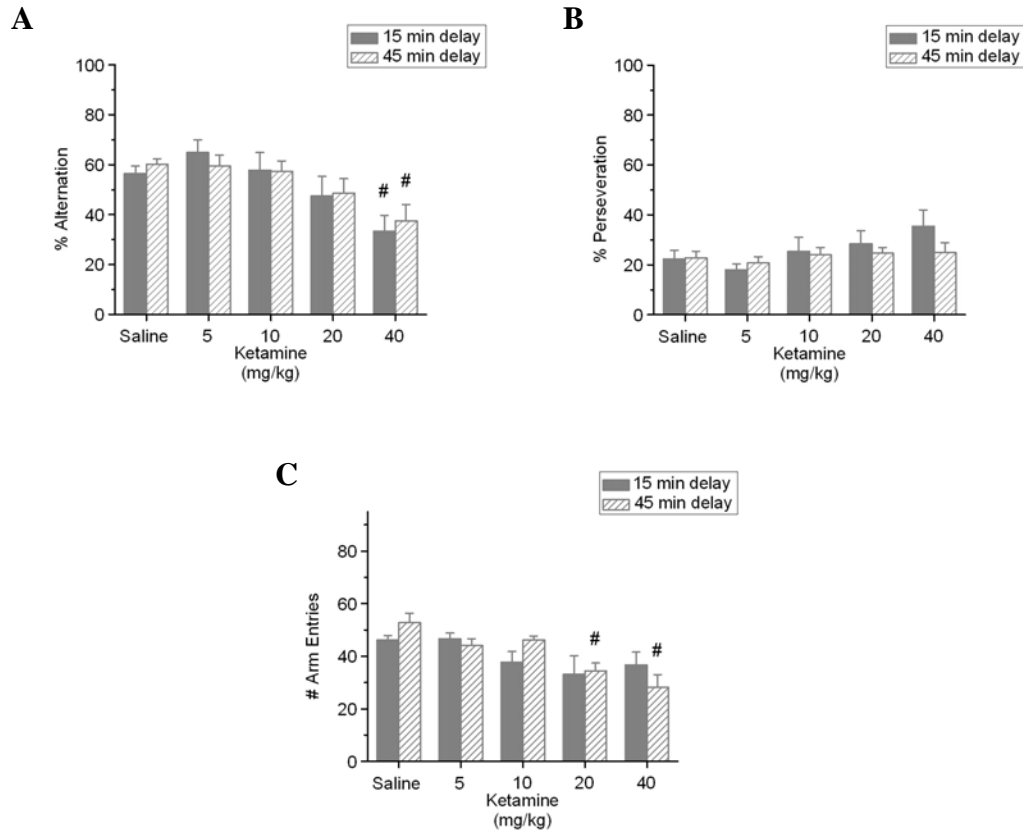 A
15 min delay
45 min delay
% Alternation
100
80
60
40
20
0
# #
Saline 5 10 20 40
Ketamine
(mg/kg)
B
15 min delay
45 min delay
% Perseveration
100
80
60
40
20
0
Saline 5 10 20 40
Ketamine
(mg/kg)
C
15 min delay
45 min delay
# Arm Entries
80
60
40
20
0
# #
Saline 5 10 20 40
Ketamine
(mg/kg)